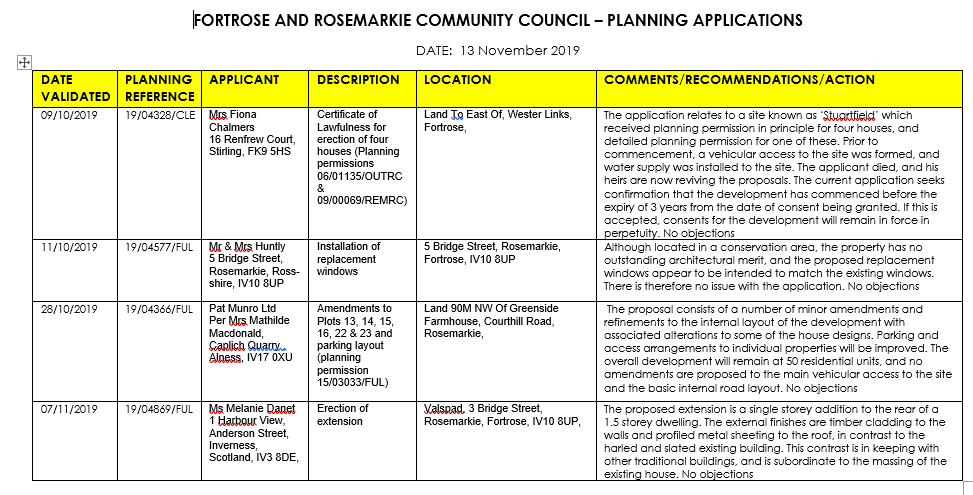 FORTROSE AND ROSEMARKIE COMMUNITY COUNCIL – PLANNING APPLICATIONS
DATE: 13 November 2019
DATE
VALIDATED
PLANNING
REFERENCE
APPLICANT
DESCRIPTION
LOCATION
COMMENTS/RECOMMENDATIONS/ACTION
09/10/2019
19/04328/CLE
Mrs Fiona
Chalmers
16 Renfrew Court,
Stirling, FK9 5HS
Certificate of
Lawfulness for
erection of four
houses (Planning
permissions
06/01135/OUTRC
&
09/00069/REMRC)
Land To East Of, Wester Links,
Fortrose,
The application relates to a site known as 'Stuartfield' which
received planning permission in principle for four houses, and
detailed planning permission for one of these. Prior to
commencement, a vehicular access to the site was formed, and
water supply was installed to the site. The applicant died, and his
heirs are now reviving the proposals. The current application seeks
confirmation that the development has commenced before the
expiry of 3 years from the date of consent being granted. If this is
accepted, consents for the development will remain in force in
perpetuity. No objections
11/10/2019
19/04577/FUL
Mr & Mrs Huntly
5 Bridge Street,
Rosemarkie, Ross-
shire, IV10 8UP
Installation of
replacement
windows
5 Bridge Street, Rosemarkie,
Fortrose, IV10 8UP
Although located in a conservation area, the property has no
outstanding architectural merit, and the proposed replacement
windows appear to be intended to match the existing windows.
There is therefore no issue with the application. No objections
28/10/2019
19/04366/FUL
Pat Munro Ltd
Per Mrs Mathilde
Macdonald,
Caplich Quarry,
Alness, IV17 0XU
Amendments to
Plots 13, 14, 15,
16, 22 & 23 and
parking layout
(planning
permission
15/03033/FUL)
Land 90M NW Of Greenside
Farmhouse, Courthill Road,
Rosemarkie,
The proposal consists of a number of minor amendments and
refinements to the internal layout of the development with
associated alterations to some of the house designs. Parking and
access arrangements to individual properties will be improved. The
overall development will remain at 50 residential units, and no
amendments are proposed to the main vehicular access to the site
and the basic internal road layout. No objections
07/11/2019
19/04869/FUL
Ms Melanie Danet
1 Harbour View,
Anderson Street,
Inverness,
Scotland, IV3 8DE,
Erection of
extension
Valspad, 3 Bridge Street,
Rosemarkie, Fortrose, IV10 8UP,
The proposed extension is a single storey addition to the rear of a
1.5 storey dwelling. The external finishes are timber cladding to the
walls and profiled metal sheeting to the roof, in contrast to the
harled and slated existing building. This contrast is in keeping with
other traditional buildings, and is subordinate to the massing of the
existing house. No objections